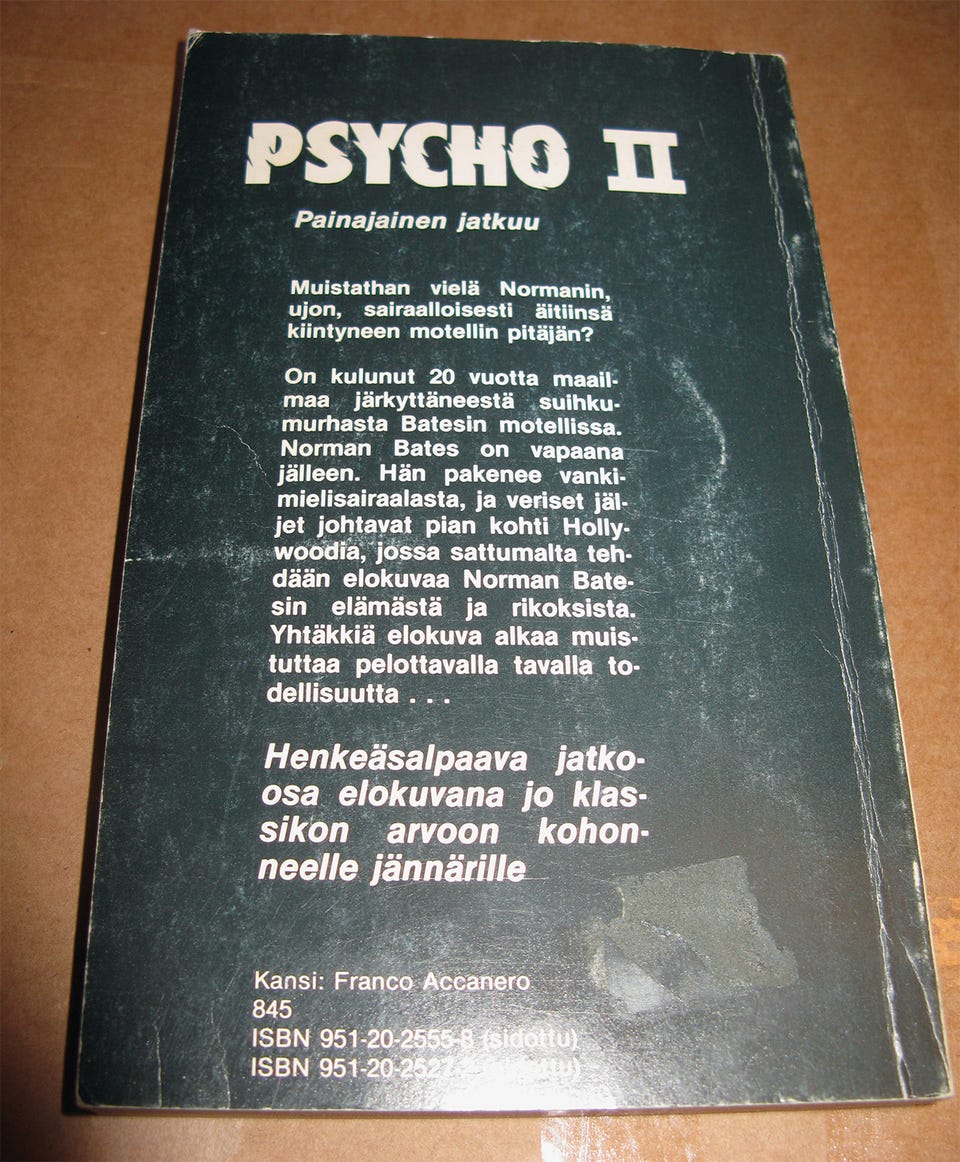 PSYCHO II
Painajainen jatkuu
Muistathan vielä Normanin,
ujon, sairaalloisesti äitiinsä
kiintyneen motellin pitäjän?
On kulunut 20 vuotta maail-
maa järkyttäneestä suihku-
murhasta Batesin motellissa.
Norman Bates on vapaana
jälleen. Hän pakenee vanki-
mielisairaalasta, ja veriset jäl-
jet johtavat pian kohti Holly-
woodia, jossa sattumalta teh-
dään elokuvaa Norman Bate-
sin elämästä ja rikoksista.
Yhtäkkiä elokuva alkaa muis-
tuttaa pelottavalla tavalla to-
dellisuutta . . .
Henkeäsalpaava jatko-
osa elokuvana jo klas-
sikon arvoon kohon-
neelle jännärille
Kansi: Franco Accanero
845
ISBN 951-20-2555-8 (sidottu)
ISBN